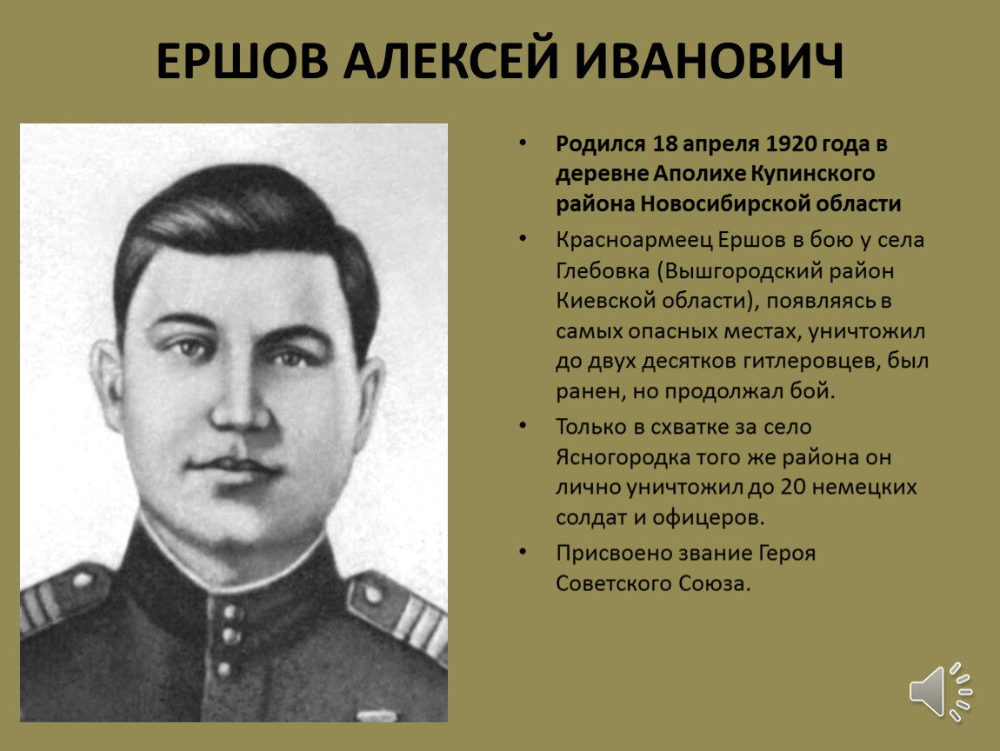 ЕРШОВ АЛЕКСЕЙ ИВАНОВИЧ
• Родился 18 апреля 1920 года в
деревне Аполихе Купинского
района Новосибирской области
• Красноармеец Ершов в бою у села
Глебовка (Вышгородский район
Киевской области), появляясь в
самых опасных местах, уничтожил
до двух десятков гитлеровцев, был
ранен, но продолжал бой.
• Только в схватке за село
Ясногородка того же района он
лично уничтожил до 20 немецких
солдат и офицеров.
• Присвоено звание Героя
Советского Союза.